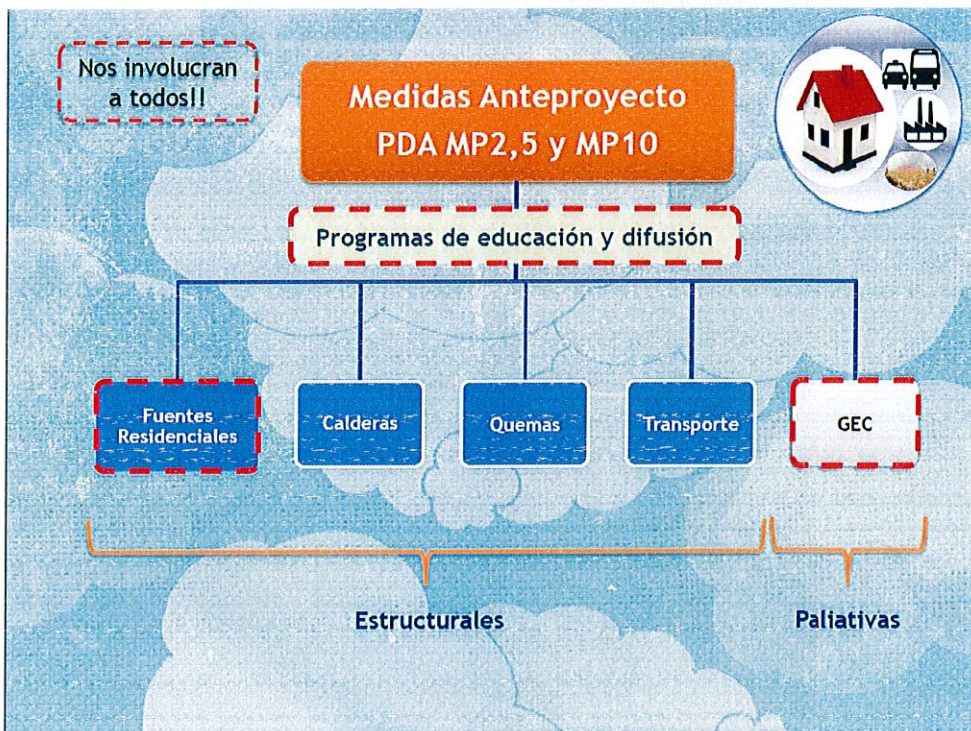 Nos involucran
a todos!!
Medidas Anteproyecto
PDA MP2,5 y MP10
Programas de educación y difusión
Fuentes
Residenciales
Calderas
Quemas
Transporte
GEC
Estructurales
Paliativas